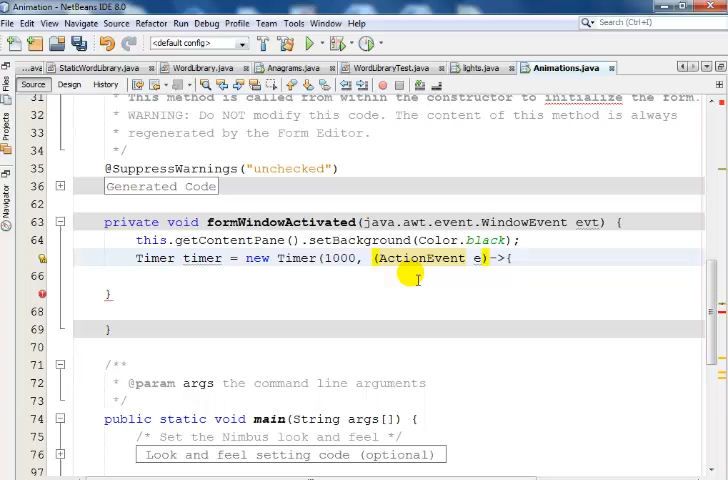 Animation - NetBeans IDE 8.0
File Edit View Navigate Source Refactor Run Debug Profile Team Tools Window Help
Search (Ctrl+I)
<default config>
...ava StaticWordLibrary.java WordLibrary.java Anagrams.java WordLibraryTest.java lights.java Animations.java
Source Design History
Files
Projects
Navigator
31 * This method is called from within the constructor to initialize the form.
32 * WARNING: Do NOT modify this code. The content of this method is always
33 * regenerated by the Form Editor.
34 */
35 @SuppressWarnings("unchecked")
36 Generated Code
62
63 private void formWindowActivated(java.awt.event.WindowEvent evt) {
64 this.getContentPane().setBackground(Color.black);
Timer timer = new Timer(1000, (ActionEvent e)->{
66
}
68
69 }
70
71 /**
72 * @param args the command line arguments
73 */
74 public static void main(String args[]) {
75 /* Set the Nimbus look and feel */
76 Look and feel setting code (optional)
97